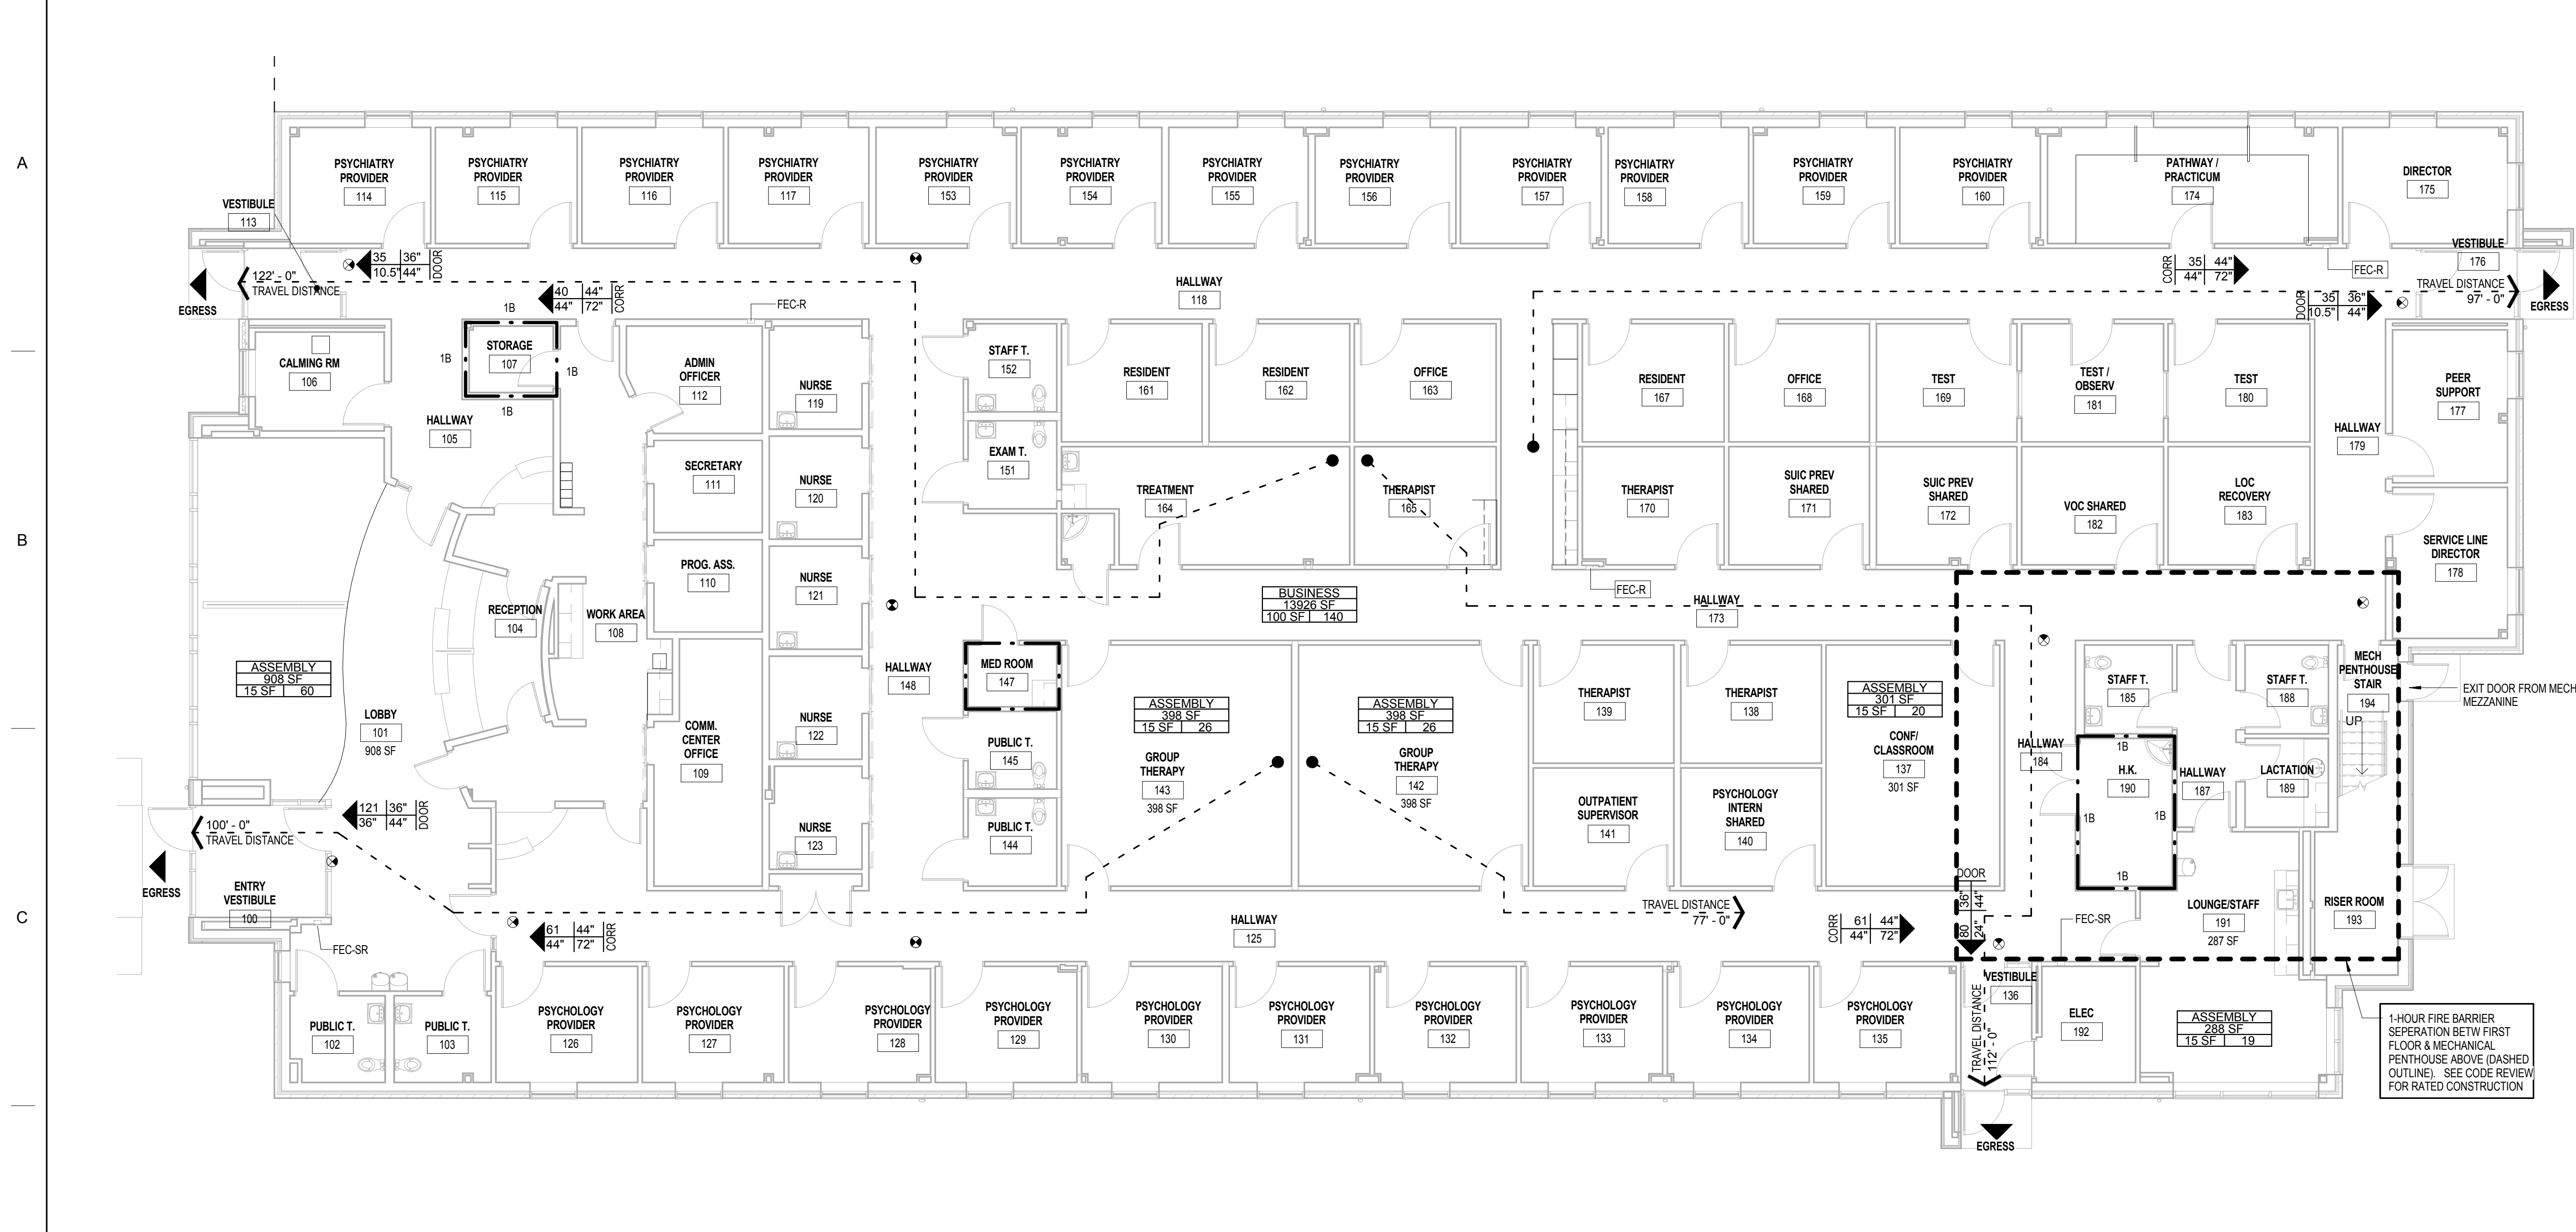 A
B
C
PSYCHIATRY
PROVIDER
114
PSYCHIATRY
PROVIDER
115
PSYCHIATRY
PROVIDER
116
PSYCHIATRY
PROVIDER
117
PSYCHIATRY
PROVIDER
153
PSYCHIATRY
PROVIDER
154
PSYCHIATRY
PROVIDER
155
PSYCHIATRY
PROVIDER
156
PSYCHIATRY
PROVIDER
157
PSYCHIATRY
PROVIDER
158
PSYCHIATRY
PROVIDER
159
PSYCHIATRY
PROVIDER
160
PATHWAY /
PRACTICUM
174
DIRECTOR
175
VESTIBULE
113
EGRESS
122' - 0"
TRAVEL DISTANCE
35 36"
10.5" 44"
DOOR
40 44"
44" 72"
CORR
FEC-R
HALLWAY
118
CORR
35 44"
44" 72"
FEC-R
VESTIBULE
176
TRAVEL DISTANCE
97' - 0"
EGRESS
DOOR
35 36"
10.5" 44"
1B
1B
1B
1B
STORAGE
107
CALMING RM
106
HALLWAY
105
ADMIN
OFFICER
112
NURSE
119
STAFF T.
152
RESIDENT
161
RESIDENT
162
OFFICE
163
RESIDENT
167
OFFICE
168
TEST
169
TEST /
OBSERV
181
TEST
180
PEER
SUPPORT
177
HALLWAY
179
SECRETARY
111
NURSE
120
EXAM T.
151
TREATMENT
164
THERAPIST
165
THERAPIST
170
SUIC PREV
SHARED
171
SUIC PREV
SHARED
172
VOC SHARED
182
LOC
RECOVERY
183
SERVICE LINE
DIRECTOR
178
PROG. ASS.
110
NURSE
121
RECEPTION
104
WORK AREA
108
BUSINESS
13926 SF
100 SF 140
FEC-R
HALLWAY
173
ASSEMBLY
908 SF
15 SF 60
LOBBY
101
908 SF
HALLWAY
148
MED ROOM
147
NURSE
122
COMM.
CENTER
OFFICE
109
PUBLIC T.
145
ASSEMBLY
398 SF
15 SF 26
GROUP
THERAPY
143
398 SF
ASSEMBLY
398 SF
15 SF 26
GROUP
THERAPY
142
398 SF
THERAPIST
139
THERAPIST
138
ASSEMBLY
301 SF
15 SF 20
CONF/
CLASSROOM
137
301 SF
STAFF T.
185
STAFF T.
188
MECH
PENTHOUSE
STAIR
194
UP
EXIT DOOR FROM MECH
MEZZANINE
HALLWAY
184
1B
1B
1B
1B
H.K.
190
HALLWAY
187
LACTATION
189
NURSE
123
PUBLIC T.
144
OUTPATIENT
SUPERVISOR
141
PSYCHOLOGY
INTERN
SHARED
140
121 36"
36" 44"
DOOR
100' - 0"
TRAVEL DISTANCE
EGRESS
ENTRY
VESTIBULE
100
FEC-SR
61 44"
44" 72"
CORR
HALLWAY
125
TRAVEL DISTANCE
77' - 0"
CORR
61 44"
44" 72"
DOOR
80 36"
24" 44"
FEC-SR
LOUNGE/STAFF
191
287 SF
RISER ROOM
193
PUBLIC T.
102
PUBLIC T.
103
PSYCHOLOGY
PROVIDER
126
PSYCHOLOGY
PROVIDER
127
PSYCHOLOGY
PROVIDER
128
PSYCHOLOGY
PROVIDER
129
PSYCHOLOGY
PROVIDER
130
PSYCHOLOGY
PROVIDER
131
PSYCHOLOGY
PROVIDER
132
PSYCHOLOGY
PROVIDER
133
PSYCHOLOGY
PROVIDER
134
PSYCHOLOGY
PROVIDER
135
VESTIBULE
136
TRAVEL DISTANCE
112' - 0"
EGRESS
ELEC
192
ASSEMBLY
288 SF
15 SF 19
1-HOUR FIRE BARRIER
SEPERATION BETW FIRST
FLOOR & MECHANICAL
PENTHOUSE ABOVE (DASHED
OUTLINE). SEE CODE REVIEW
FOR RATED CONSTRUCTION